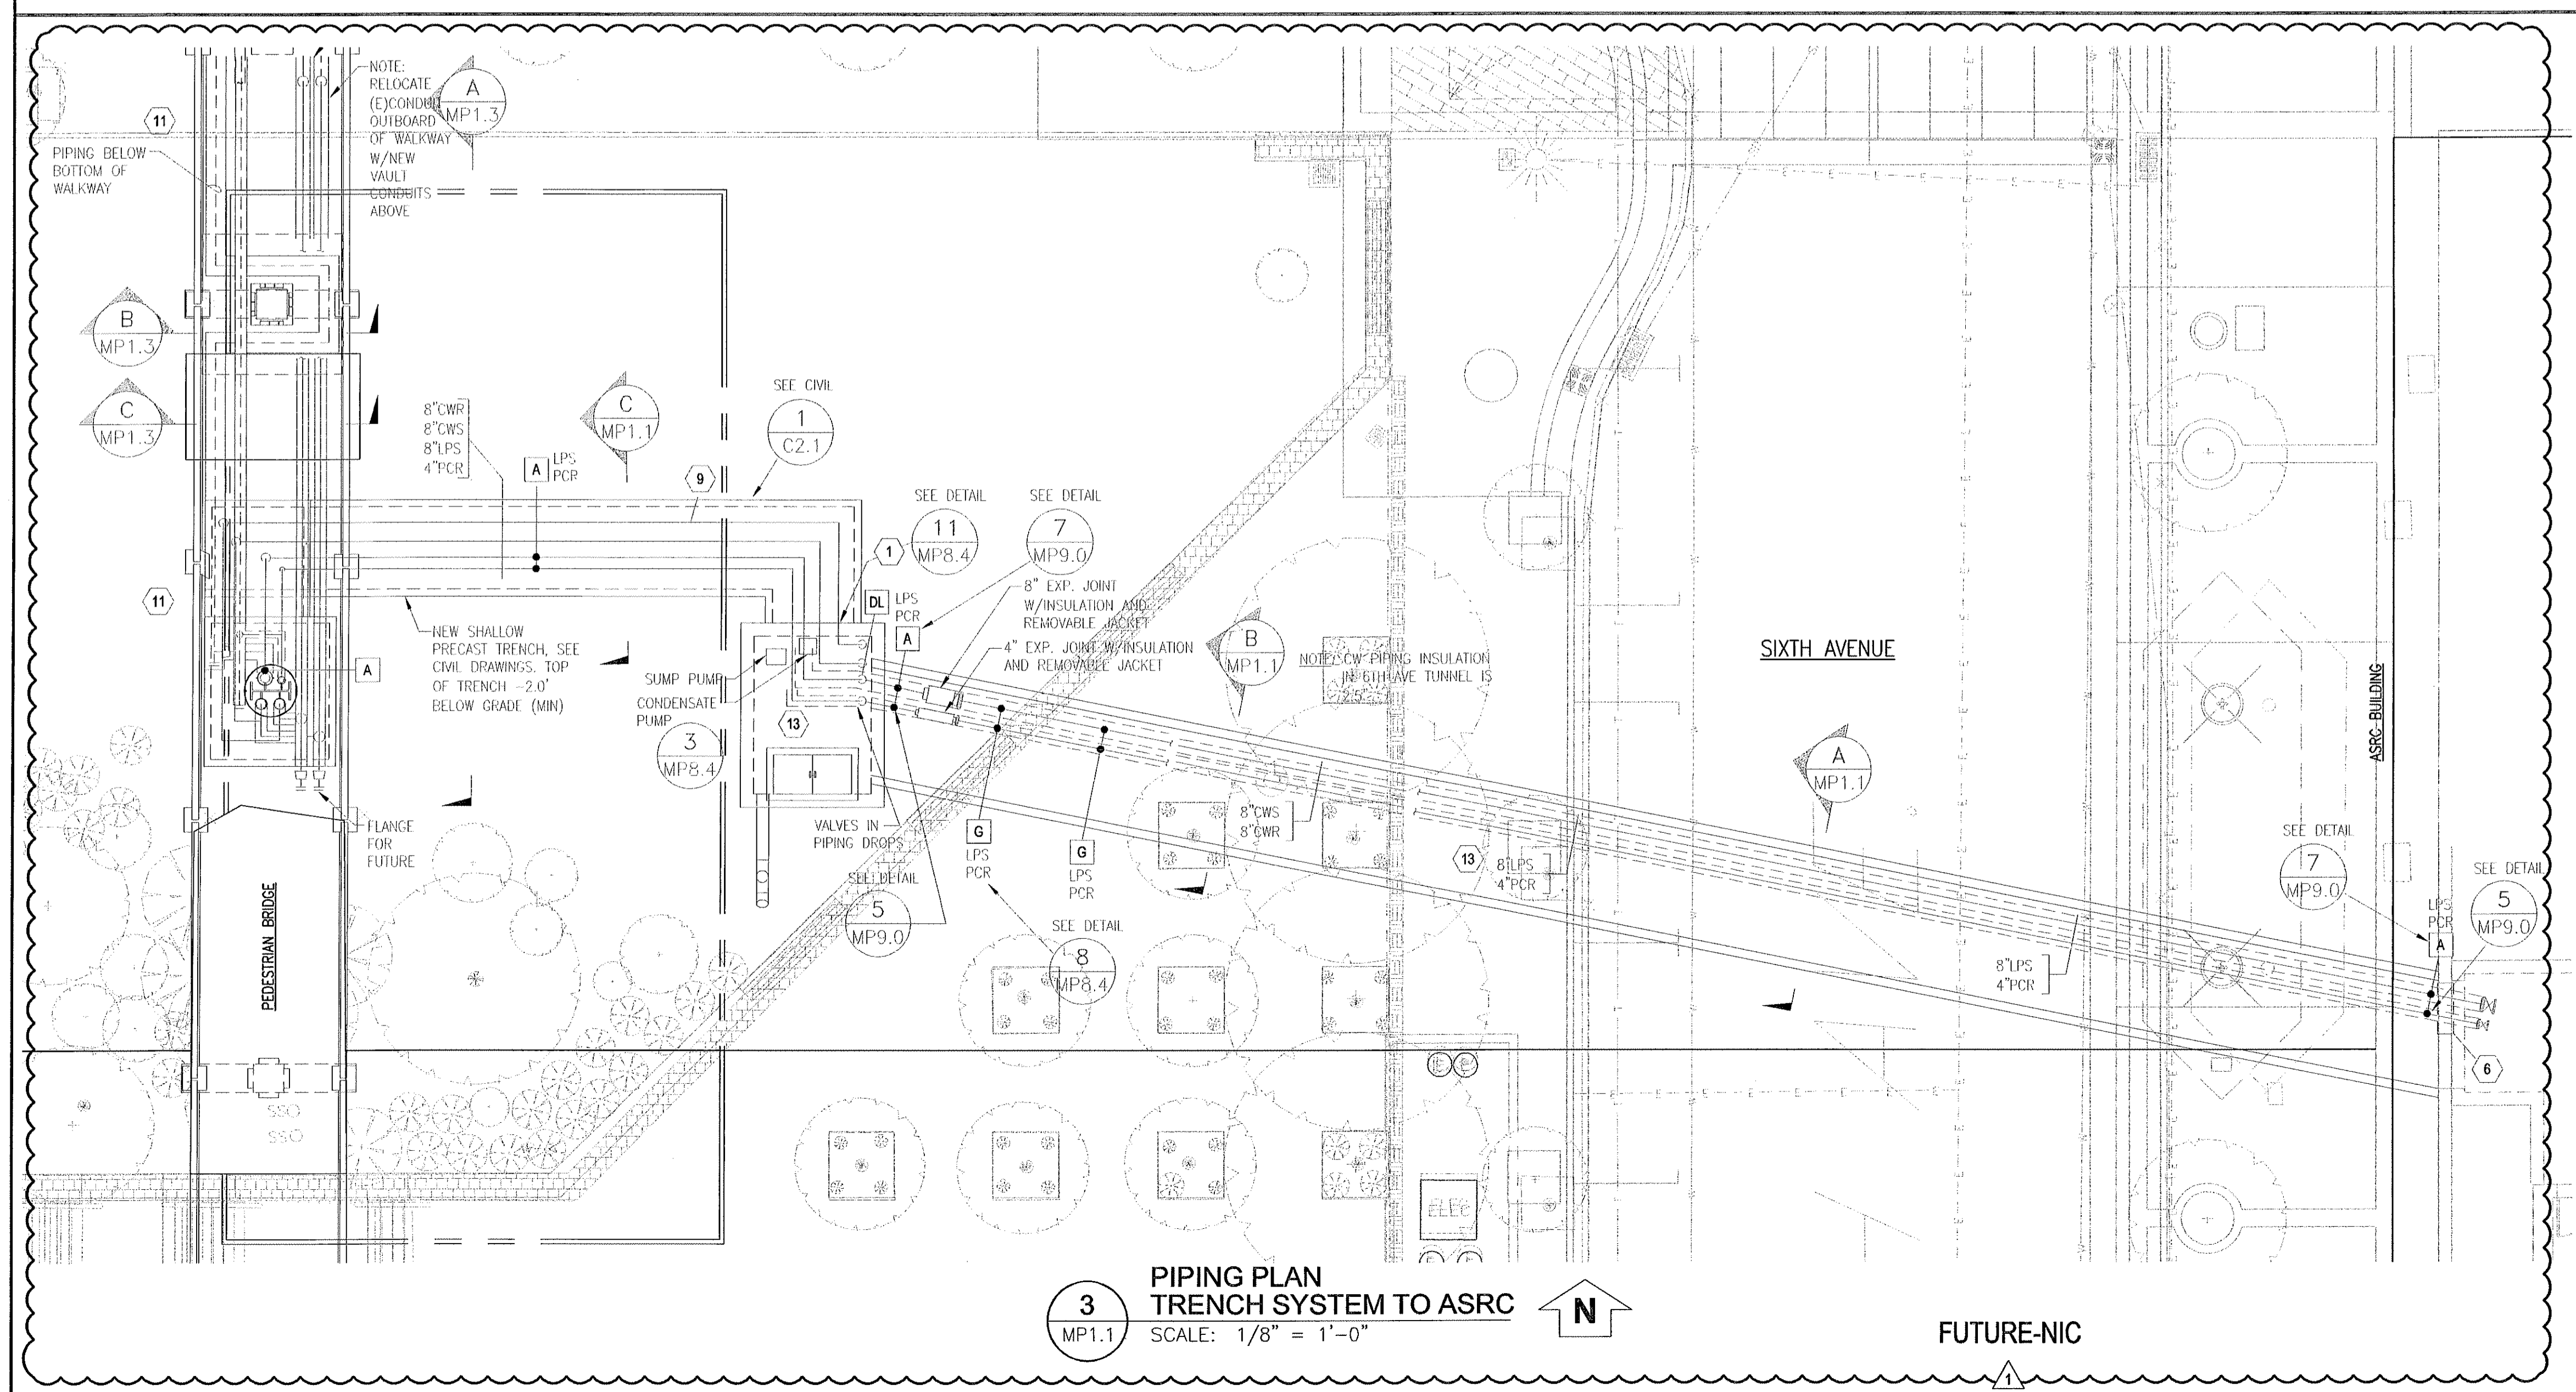 NOTE:
RELOCATE
(E)CONDUIT
OUTBOARD
OF WALKWAY
W/NEW
VAULT
CONDUITS
ABOVE
A
MP1.3
11
PIPING BELOW
BOTTOM OF
WALKWAY
B
MP1.3
C
MP1.3
8"CWR
8"CWS
8"LPS
4"PCR
A
LPS
PCR
C
MP1.1
SEE CIVIL
1
C2.1
9
SEE DETAIL
11
MP8.4
SEE DETAIL
7
MP9.0
1
11
NEW SHALLOW
PRECAST TRENCH, SEE
CIVIL DRAWINGS. TOP
OF TRENCH -2.0'
BELOW GRADE (MIN)
A
DL
LPS
PCR
A
8" EXP. JOINT
W/INSULATION AND
REMOVABLE JACKET
4" EXP. JOINT W/INSULATION
AND REMOVABLE JACKET
B
MP1.1
NOTE: CW PIPING INSULATION
IN 6TH AVE TUNNEL IS
2.5"
SIXTH AVENUE
ASRC BUILDING
SUMP PUMP
CONDENSATE
PUMP
13
3
MP8.4
A
MP1.1
FLANGE
FOR
FUTURE
VALVES IN
PIPING DROPS
SEE DETAIL
5
MP9.0
G
LPS
PCR
G
LPS
PCR
8"CWS
8"CWR
13
8"LPS
4"PCR
SEE DETAIL
7
MP9.0
SEE DETAIL
5
MP9.0
LPS
PCR
A
PEDESTRIAN BRIDGE
SEE DETAIL
8
MP8.4
8"LPS
4"PCR
6
E
E
ELEC
3
MP1.1
PIPING PLAN
TRENCH SYSTEM TO ASRC
SCALE: 1/8" = 1'-0"
N
FUTURE-NIC
1